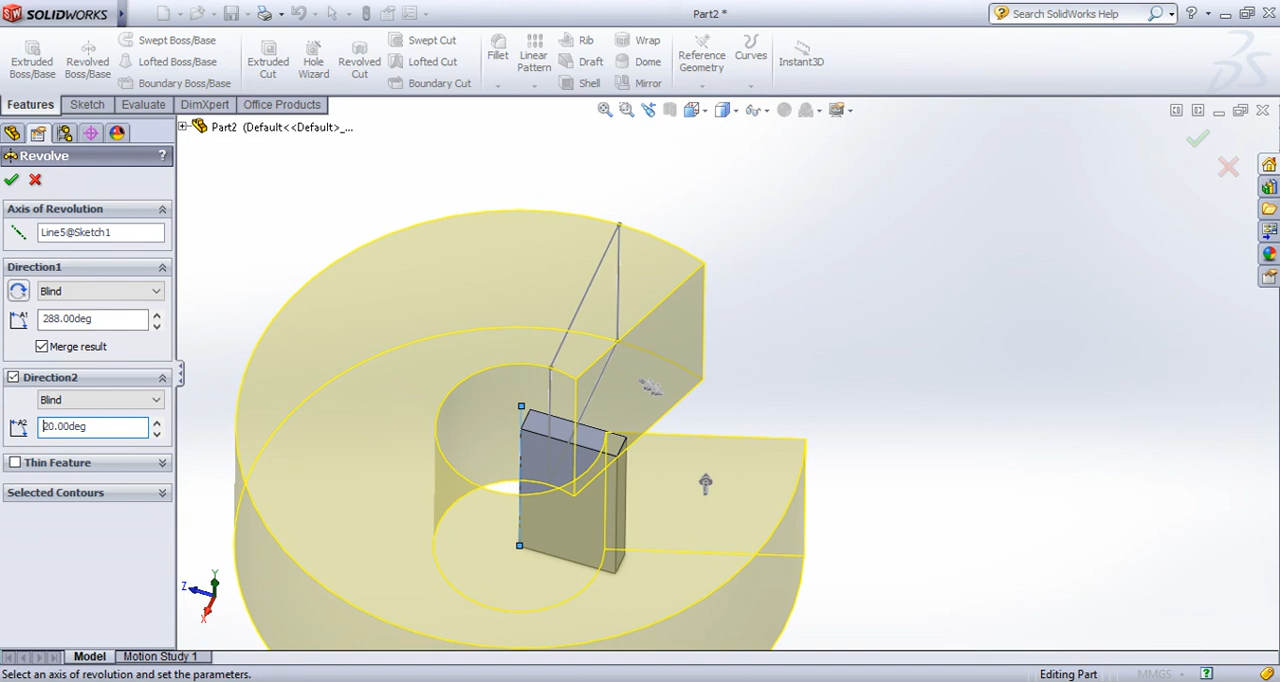 SOLIDWORKS
Part2 *
Search SolidWorks Help
Extruded Boss/Base
Revolved Boss/Base
Swept Boss/Base
Lofted Boss/Base
Boundary Boss/Base
Extruded Cut
Hole Wizard
Revolved Cut
Swept Cut
Lofted Cut
Boundary Cut
Fillet
Linear Pattern
Rib
Draft
Shell
Wrap
Dome
Mirror
Reference Geometry
Curves
Instant3D
Features
Sketch
Evaluate
DimXpert
Office Products
Part2 (Default<<Default>_...
Revolve
?
Axis of Revolution
Line5@Sketch1
Direction1
Blind
A1
288.00deg
Merge result
Direction2
Blind
A2
20.00deg
Thin Feature
Selected Contours
Y
Z
X
Model
Motion Study 1
Select an axis of revolution and set the parameters.
Editing Part
MMGS
?